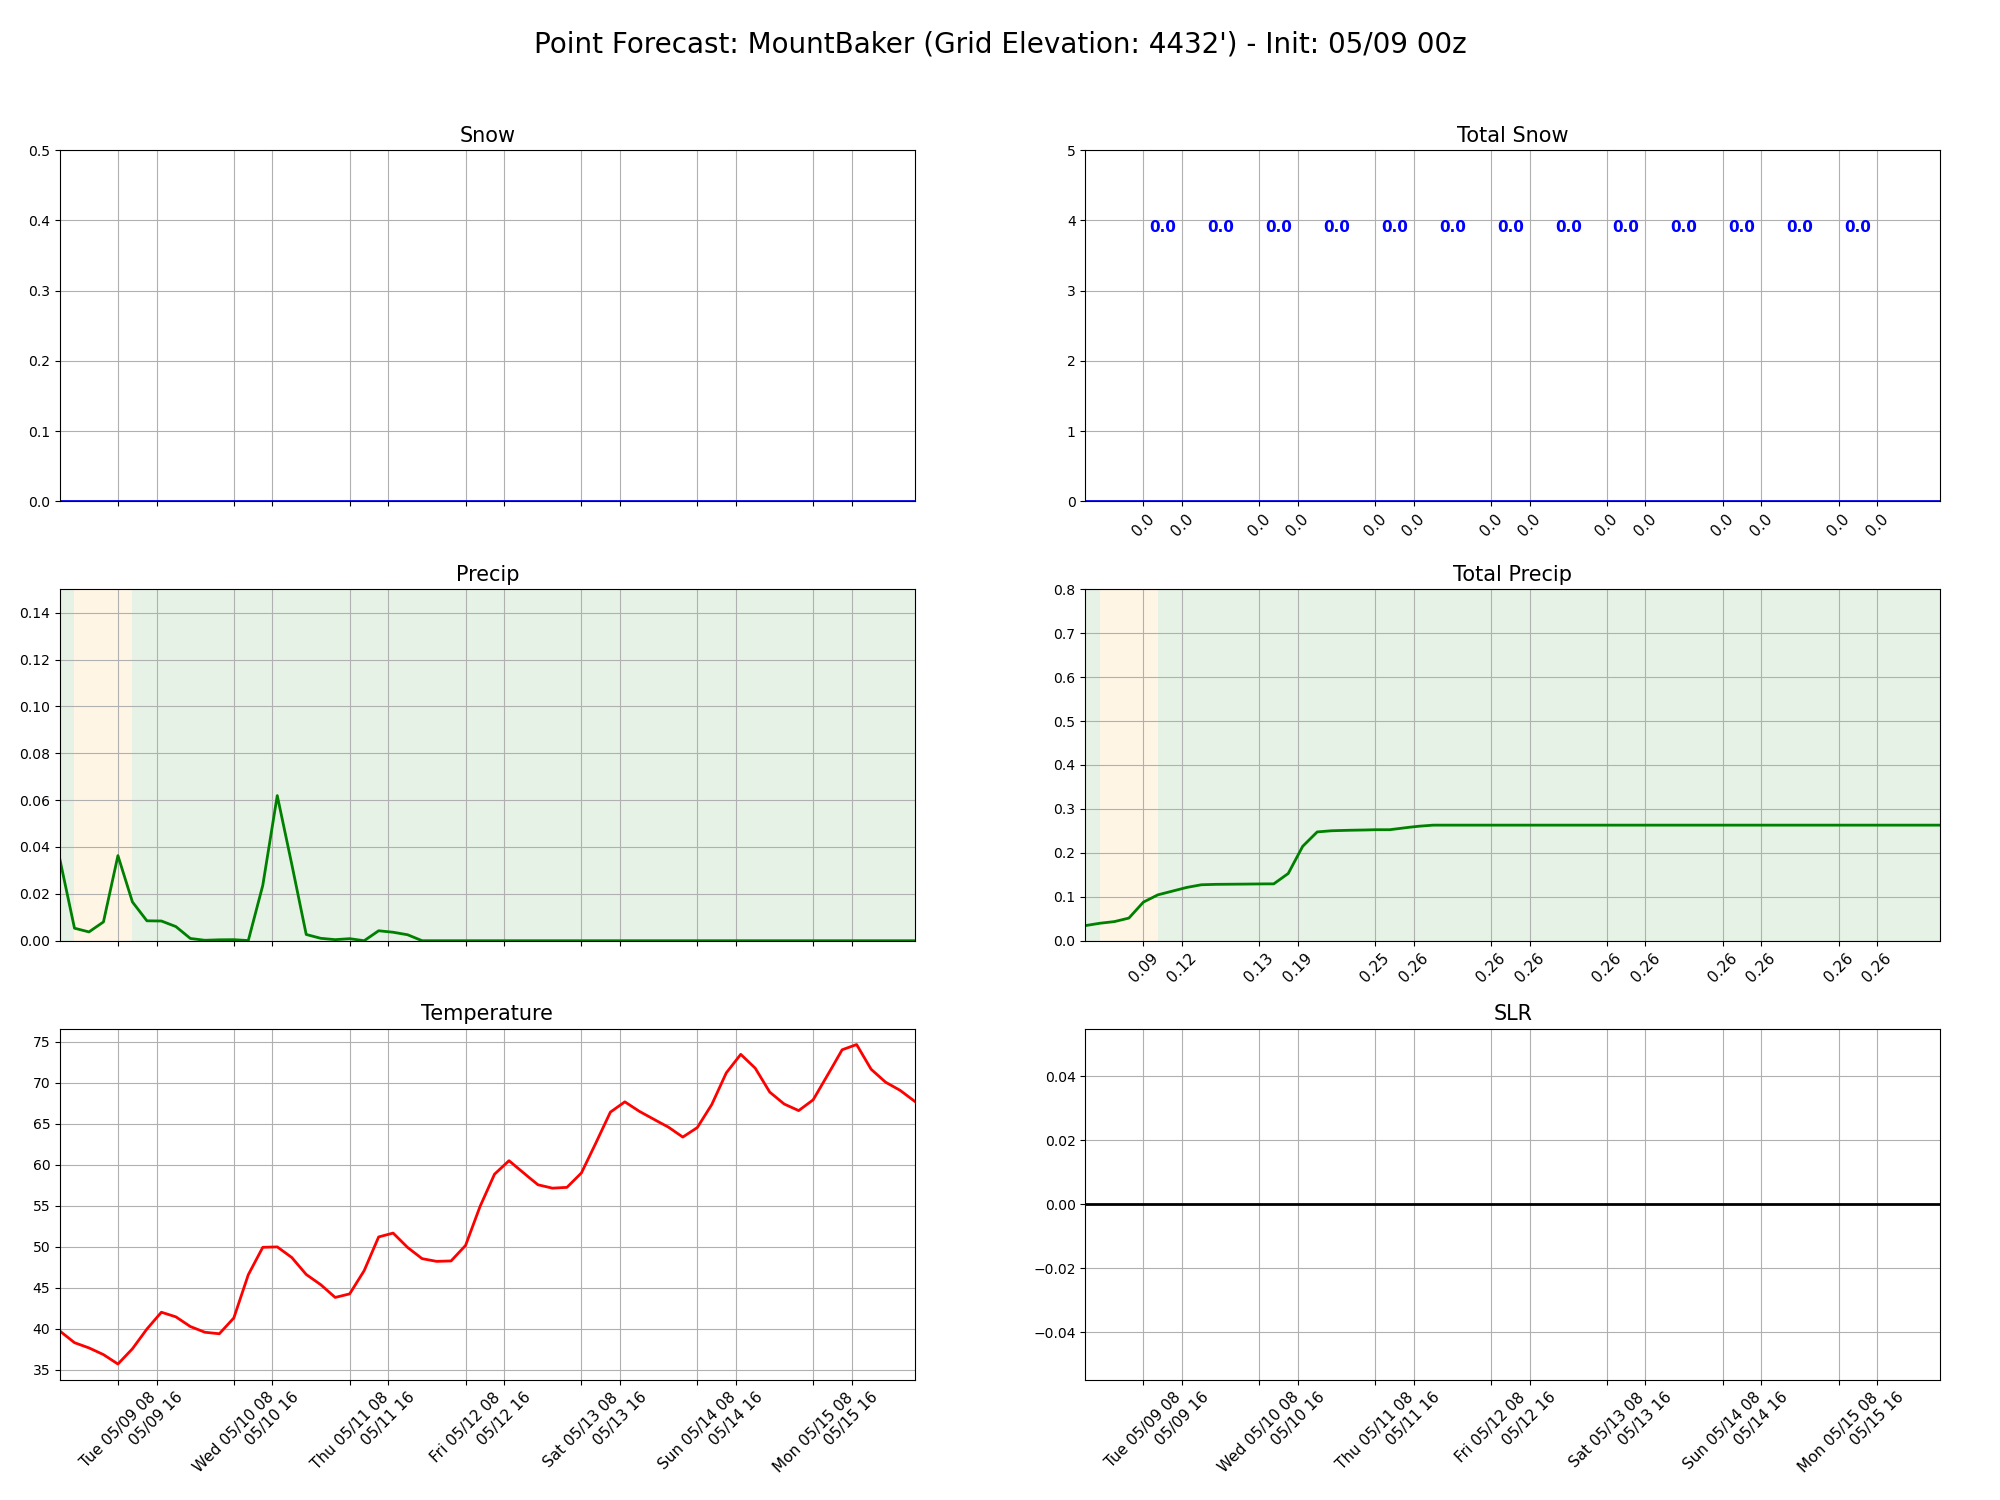 Point Forecast: MountBaker (Grid Elevation: 4432') - Init: 05/09 00z
Snow
0.5
0.4
0.3
0.2
0.1
0.0
Total Snow
5
4
3
2
1
0
0.0 0.0 0.0 0.0 0.0 0.0 0.0 0.0 0.0 0.0 0.0 0.0 0.0
0.0 0.0 0.0 0.0 0.0 0.0 0.0 0.0 0.0 0.0 0.0 0.0 0.0 0.0
Precip
0.14
0.12
0.10
0.08
0.06
0.04
0.02
0.00
Total Precip
0.8
0.7
0.6
0.5
0.4
0.3
0.2
0.1
0.0
0.09 0.12 0.13 0.19 0.25 0.26 0.26 0.26 0.26 0.26 0.26 0.26 0.26 0.26
Temperature
75
70
65
60
55
50
45
40
35
Tue 05/09 08
05/09 16
Wed 05/10 08
05/10 16
Thu 05/11 08
05/11 16
Fri 05/12 08
05/12 16
Sat 05/13 08
05/13 16
Sun 05/14 08
05/14 16
Mon 05/15 08
05/15 16
SLR
0.04
0.02
0.00
−0.02
−0.04
Tue 05/09 08
05/09 16
Wed 05/10 08
05/10 16
Thu 05/11 08
05/11 16
Fri 05/12 08
05/12 16
Sat 05/13 08
05/13 16
Sun 05/14 08
05/14 16
Mon 05/15 08
05/15 16